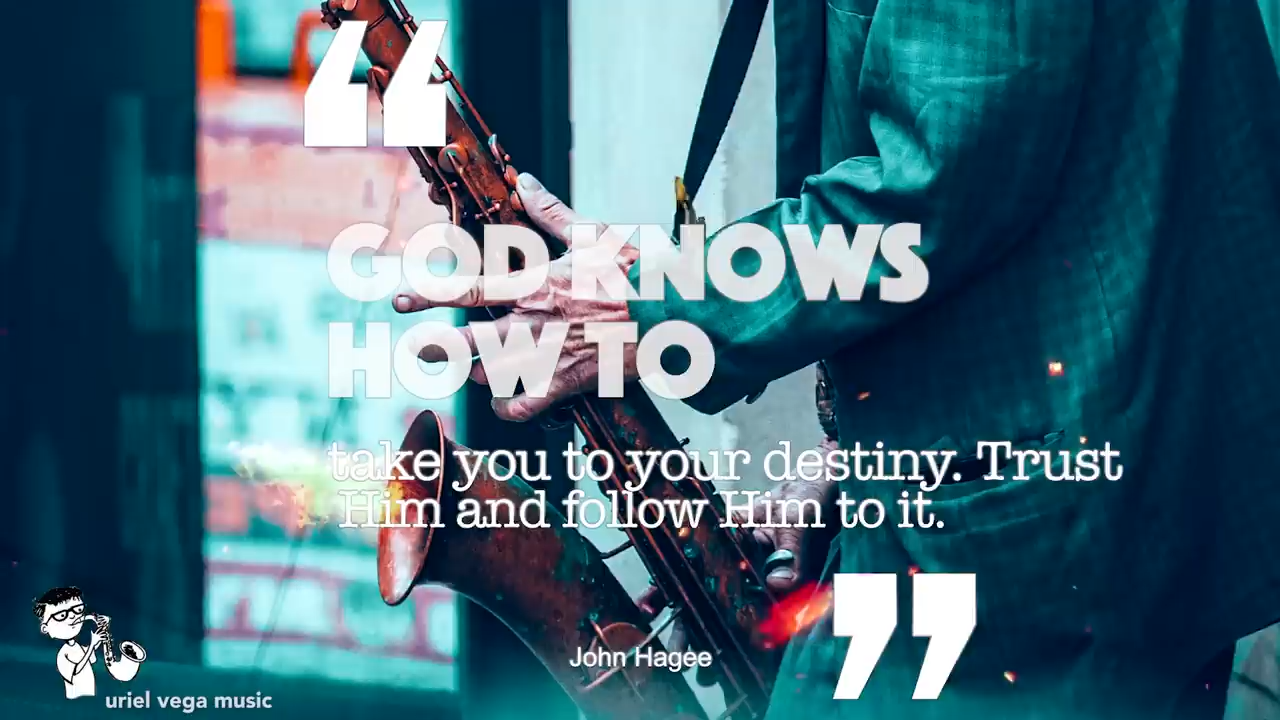 “
GOD KNOWS
HOW TO
take you to your destiny. Trust
Him and follow Him to it.
”
John Hagee
uriel vega music